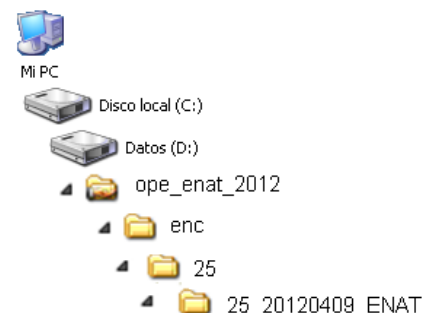 Mi PC
Disco local (C:)
Datos (D:)
ope_enat_2012
enc
25
25_20120409_ENAT